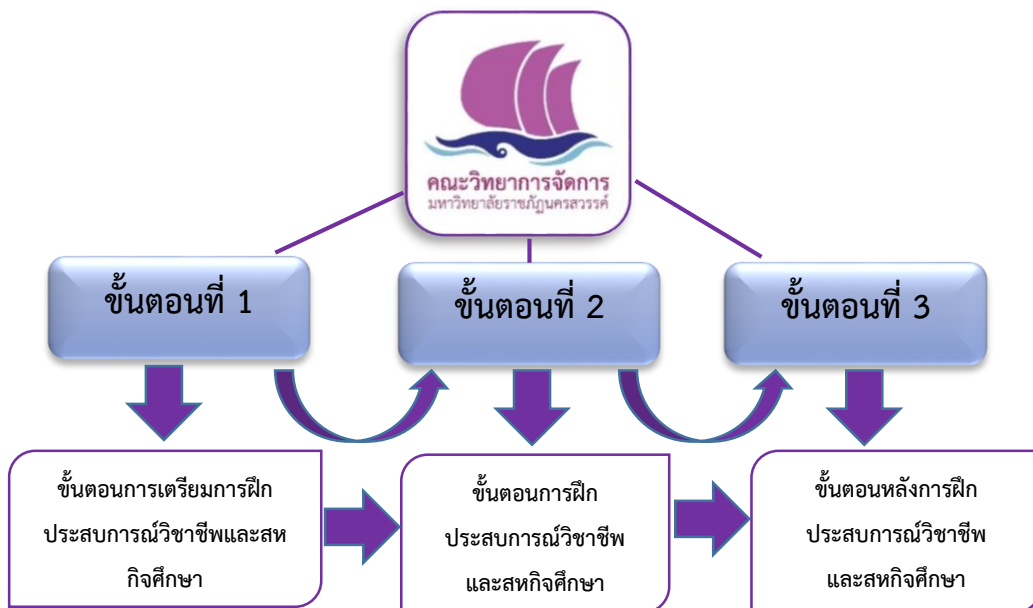 คณะวิทยาการจัดการ
มหาวิทยาลัยราชภัฏนครสวรรค์
ขั้นตอนที่ 1
ขั้นตอนที่ 2
ขั้นตอนที่ 3
ขั้นตอนการเตรียมการฝึก
ประสบการณ์วิชาชีพและสห
กิจศึกษา
ขั้นตอนการฝึก
ประสบการณ์วิชาชีพ
และสหกิจศึกษา
ขั้นตอนหลังการฝึก
ประสบการณ์วิชาชีพ
และสหกิจศึกษา